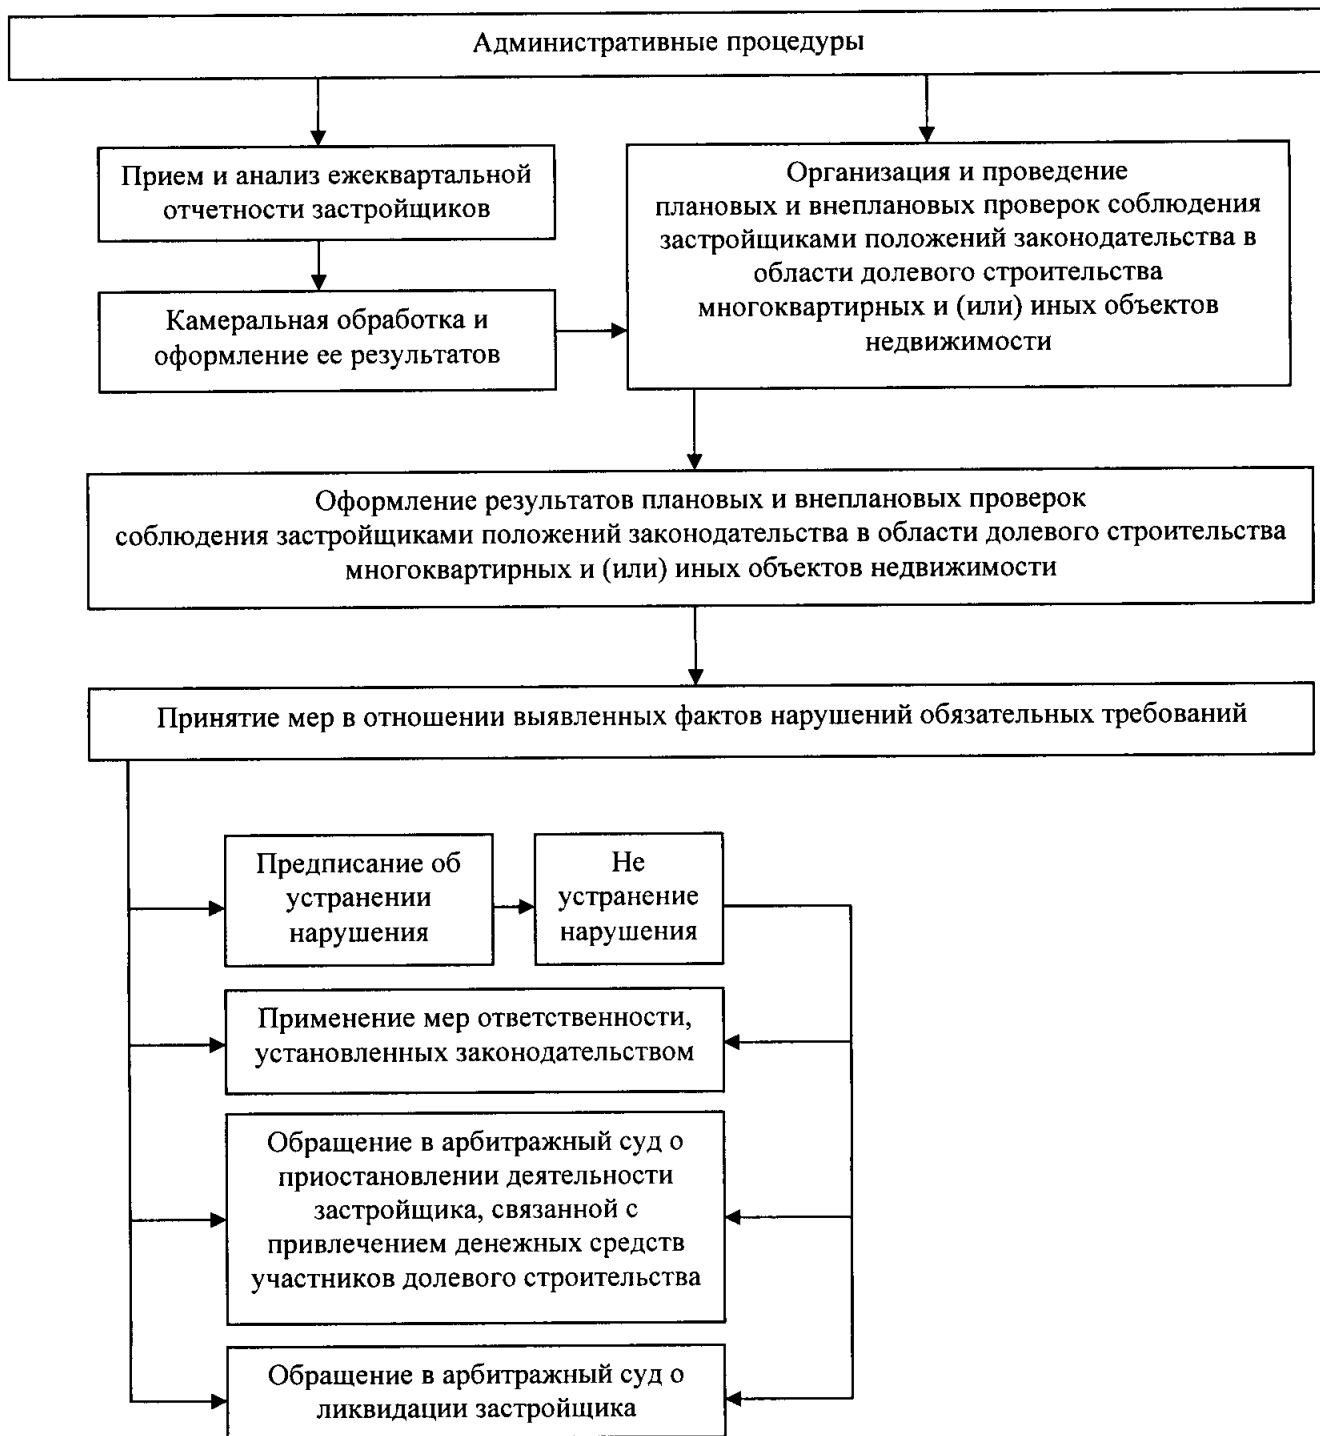 Административные процедуры
Прием и анализ ежеквартальной
отчетности застройщиков
Организация и проведение
плановых и внеплановых проверок соблюдения
застройщиками положений законодательства в
области долевого строительства
многоквартирных и (или) иных объектов
недвижимости
Камеральная обработка и
оформление ее результатов
Оформление результатов плановых и внеплановых проверок
соблюдения застройщиками положений законодательства в области долевого строительства
многоквартирных и (или) иных объектов недвижимости
Принятие мер в отношении выявленных фактов нарушений обязательных требований
Предписание об
устранении
нарушения
Не
устранение
нарушения
Применение мер ответственности,
установленных законодательством
Обращение в арбитражный суд о
приостановлении деятельности
застройщика, связанной с
привлечением денежных средств
участников долевого строительства
Обращение в арбитражный суд о
ликвидации застройщика